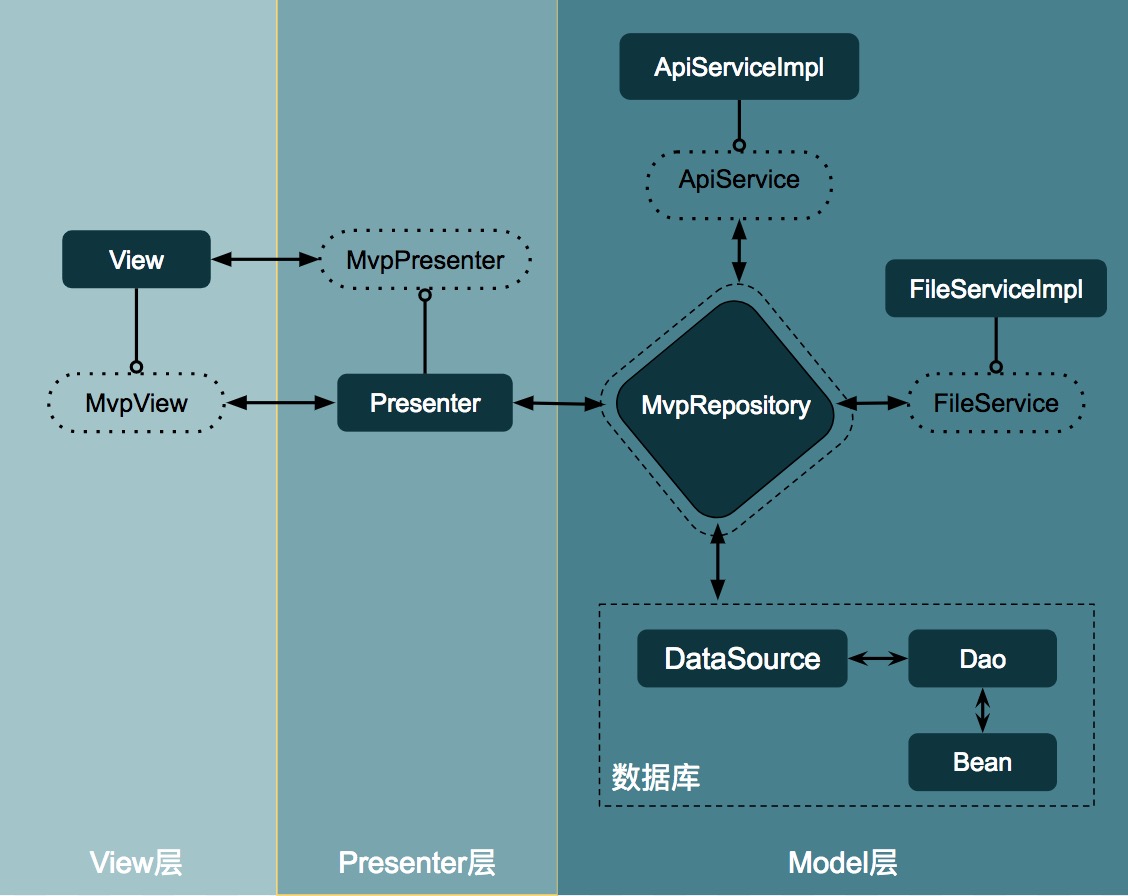 ApiServiceImpl
ApiService
View
MvpPresenter
FileServiceImpl
MvpView
Presenter
MvpRepository
FileService
DataSource
Dao
Bean
数据库
View层
Presenter层
Model层